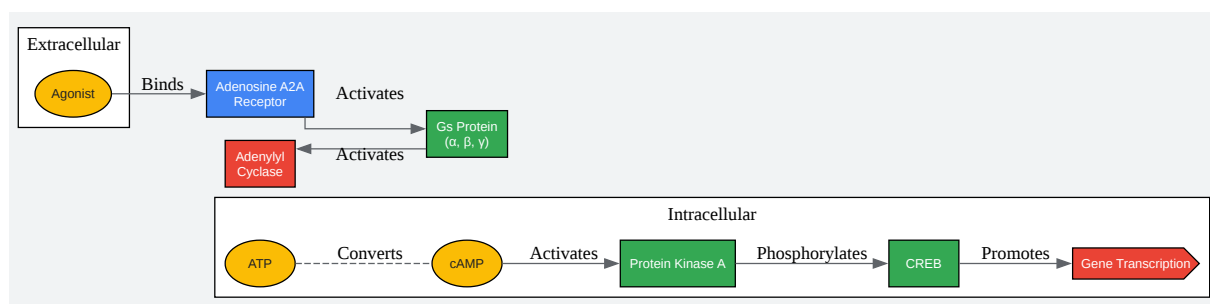 Extracellular
Agonist
Binds
Adenosine A2A
Receptor
Activates
Gs Protein
(α, β, γ)
Activates
Adenylyl
Cyclase
Intracellular
ATP
Converts
cAMP
Activates
Protein Kinase A
Phosphorylates
CREB
Promotes
Gene Transcription